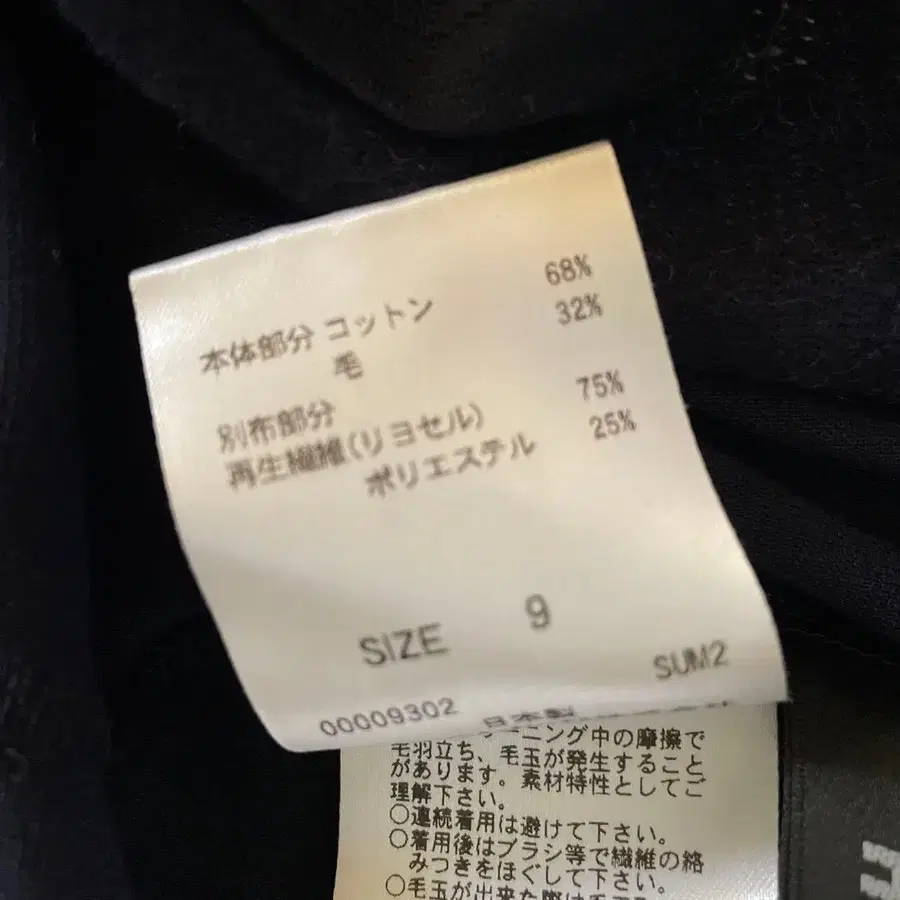 本体部分 コットン 68%
毛 32%
別布部分
再生繊維(リヨセル) 75%
ポリエステル 25%
SIZE 9
SUM2
00009302 日本製
ーニング中の摩擦で
毛羽立ち、毛玉が発生すること
があります。素材特性としてご
理解下さい。
○連続着用は避けて下さい。
○着用後はブラシ等で繊維の絡
みつきをほぐして下さい。
○毛玉が出来た際は毛玉